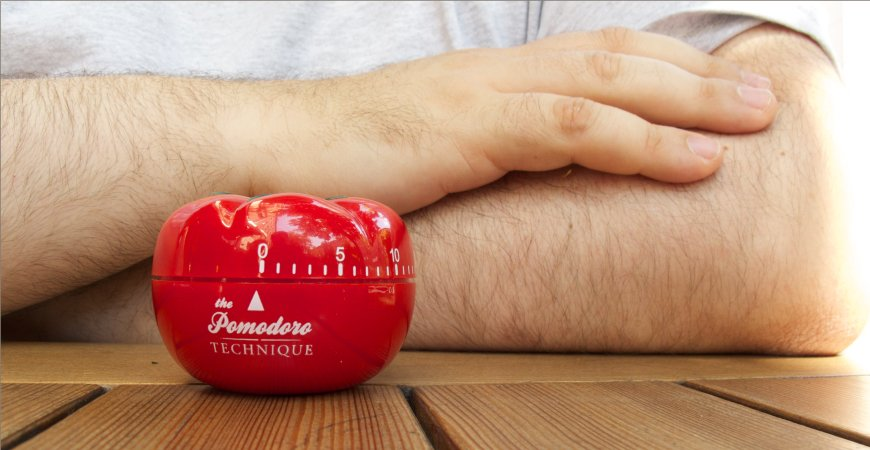 0 5 10
the
Pomodoro
TECHNIQUE